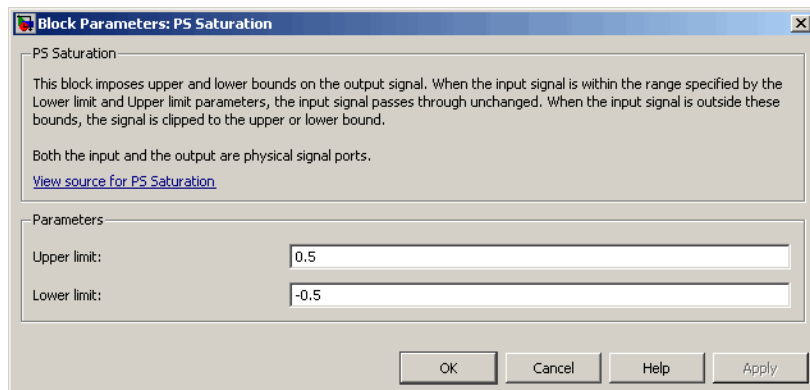 Block Parameters: PS Saturation
PS Saturation
This block imposes upper and lower bounds on the output signal. When the input signal is within the range specified by the
Lower limit and Upper limit parameters, the input signal passes through unchanged. When the input signal is outside these
bounds, the signal is clipped to the upper or lower bound.
Both the input and the output are physical signal ports.
View source for PS Saturation
Parameters
Upper limit: 0.5
Lower limit: -0.5
OK Cancel Help Apply